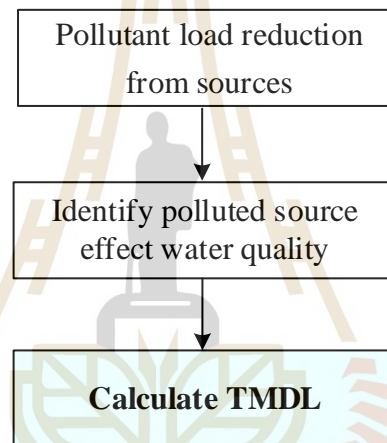 Pollutant load reduction
from sources
Identify polluted source
effect water quality
Calculate TMDL